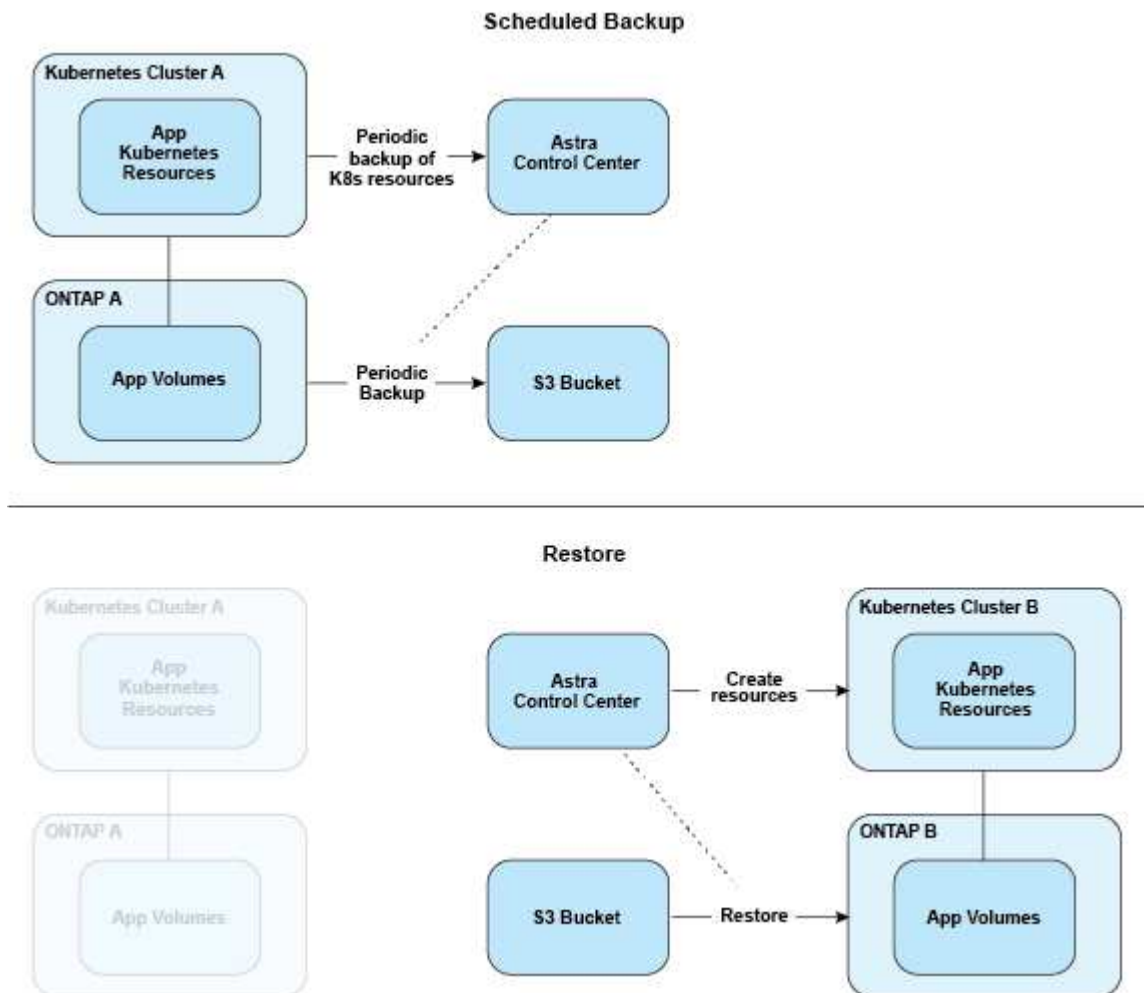 Scheduled Backup
Kubernetes Cluster A
App
Kubernetes
Resources
Periodic
backup of
K8s resources
Astra
Control Center
ONTAP A
App Volumes
Periodic
Backup
S3 Bucket
Restore
Kubernetes Cluster A
App
Kubernetes
Resources
Astra
Control Center
Create
resources
Kubernetes Cluster B
App
Kubernetes
Resources
ONTAP A
App Volumes
S3 Bucket
Restore
ONTAP B
App Volumes